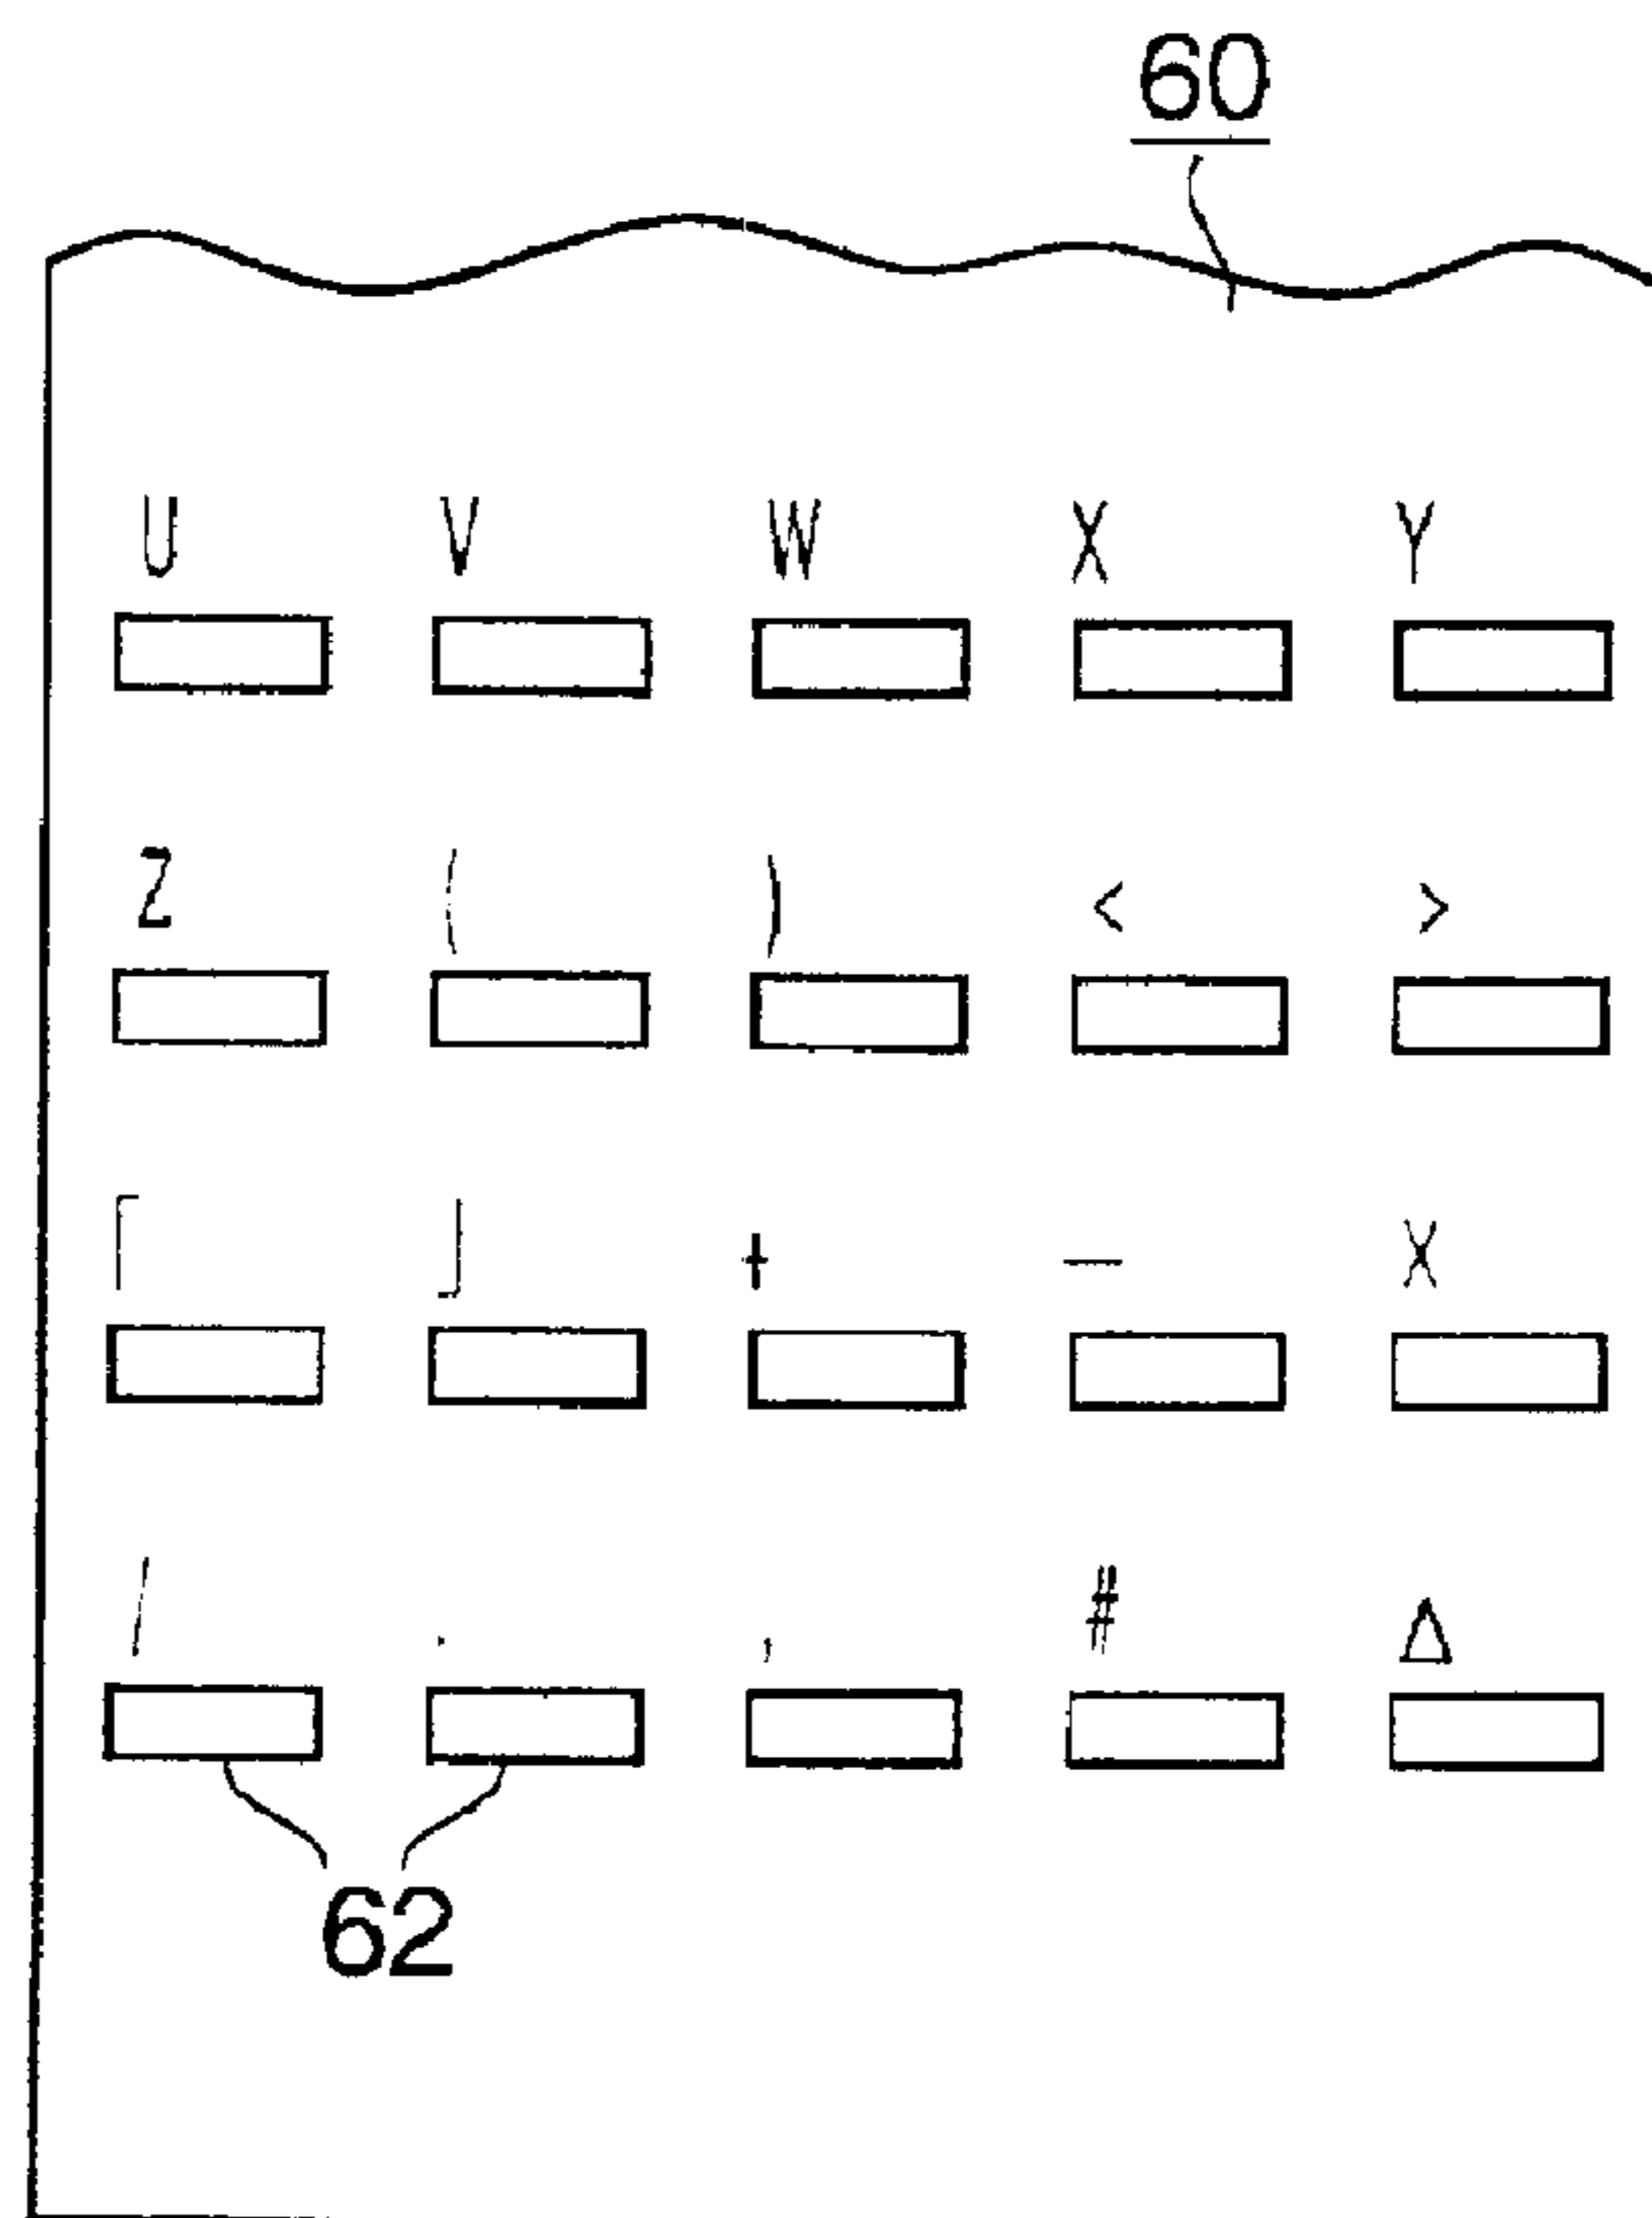 60
U V W X Y
Z ( ) < >
「 」 + — X
/ . , # Δ
62